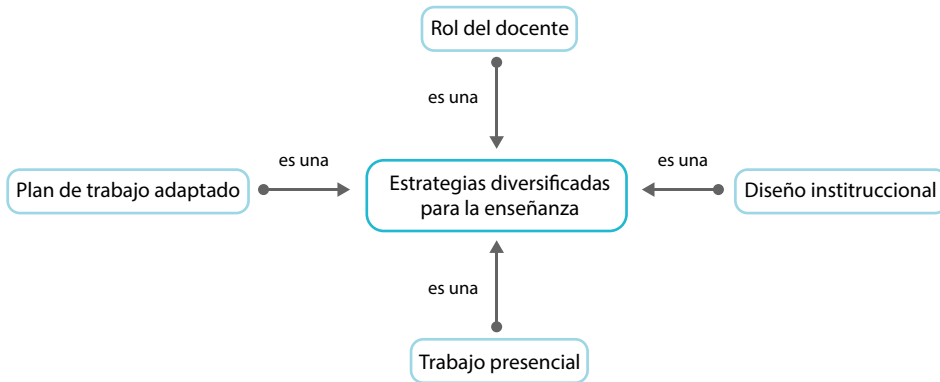 Rol del docente
es una
es una
es una
Plan de trabajo adaptado
Estrategias diversificadas
para la enseñanza
Diseño institruccional
es una
Trabajo presencial